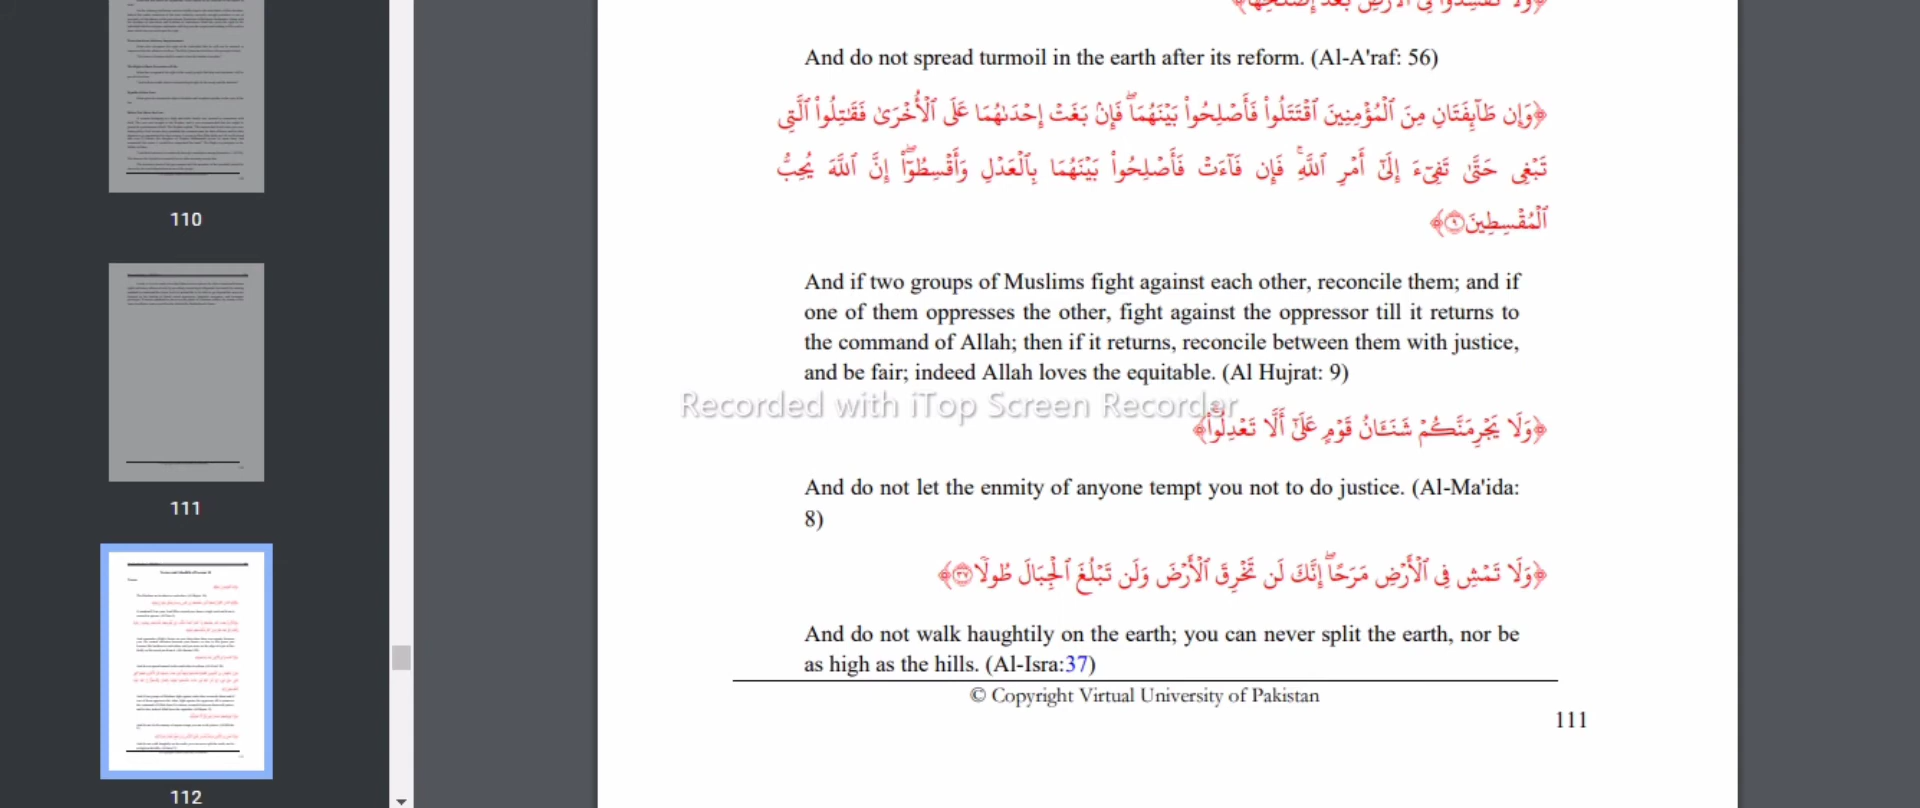 ﴿وَلَا تُفْسِدُوا۟ فِى ٱلْأَرْضِ بَعْدَ إِصْلَـٰحِهَا﴾
And do not spread turmoil in the earth after its reform. (Al-A'raf: 56)
﴿وَإِن طَآئِفَتَانِ مِنَ ٱلْمُؤْمِنِينَ ٱقْتَتَلُوا۟ فَأَصْلِحُوا۟ بَيْنَهُمَا ۖ فَإِنۢ بَغَتْ إِحْدَىٰهُمَا عَلَى ٱلْأُخْرَىٰ فَقَـٰتِلُوا۟ ٱلَّتِى
تَبْغِى حَتَّىٰ تَفِىٓءَ إِلَىٰٓ أَمْرِ ٱللَّهِ ۚ فَإِن فَآءَتْ فَأَصْلِحُوا۟ بَيْنَهُمَا بِٱلْعَدْلِ وَأَقْسِطُوٓا۟ ۖ إِنَّ ٱللَّهَ يُحِبُّ
ٱلْمُقْسِطِينَ ۝٩﴾
And if two groups of Muslims fight against each other, reconcile them; and if
one of them oppresses the other, fight against the oppressor till it returns to
the command of Allah; then if it returns, reconcile between them with justice,
and be fair; indeed Allah loves the equitable. (Al Hujrat: 9)
Recorded with iTop Screen Recorder
﴿وَلَا يَجْرِمَنَّكُمْ شَنَـَٔانُ قَوْمٍ عَلَىٰٓ أَلَّا تَعْدِلُوا۟ ۚ﴾
And do not let the enmity of anyone tempt you not to do justice. (Al-Ma'ida:
8)
﴿وَلَا تَمْشِ فِى ٱلْأَرْضِ مَرَحًا ۖ إِنَّكَ لَن تَخْرِقَ ٱلْأَرْضَ وَلَن تَبْلُغَ ٱلْجِبَالَ طُولًا ۝٣٧﴾
And do not walk haughtily on the earth; you can never split the earth, nor be
as high as the hills. (Al-Isra:37)
© Copyright Virtual University of Pakistan
111
110
111
112